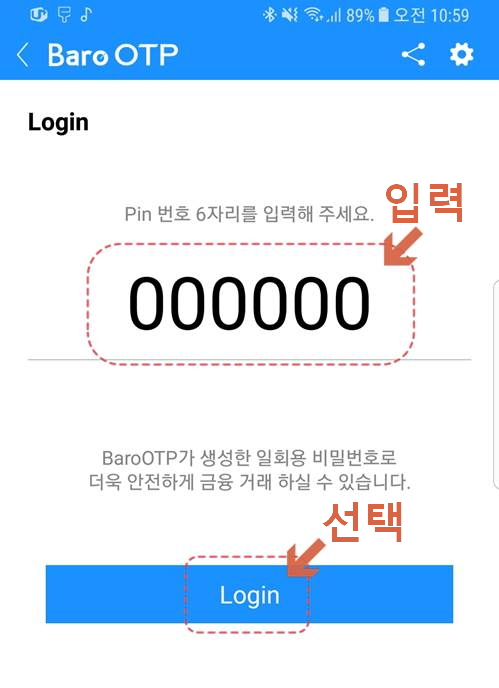 89% 오전 10:59
Baro OTP
Login
Pin 번호 6자리를 입력해 주세요.
입력
000000
BaroOTP가 생성한 일회용 비밀번호로
더욱 안전하게 금융 거래 하실 수 있습니다.
선택
Login